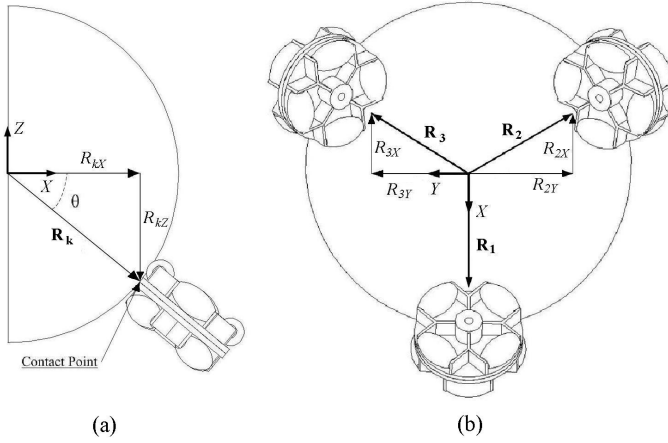 Z
R_kX
X
θ
R_k
R_kZ
Contact Point
(a)
R_3
R_2
R_3X
R_2X
R_3Y
Y
R_2Y
X
R_1
(b)